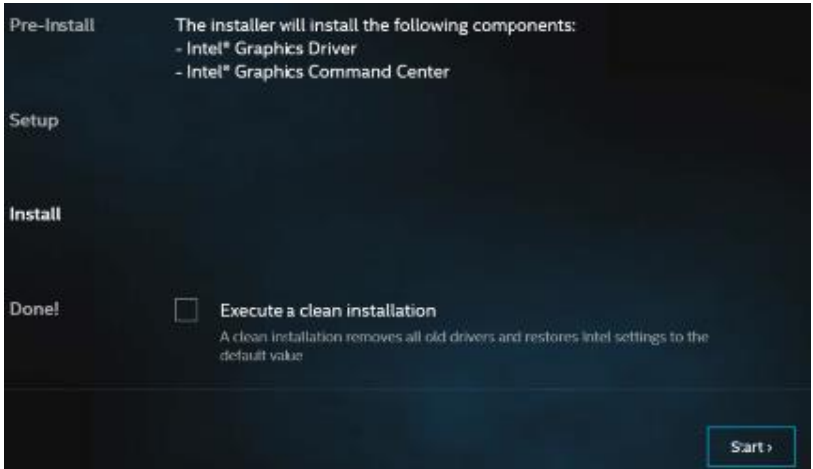 Pre-Install
The installer will install the following components:
- Intel® Graphics Driver
- Intel® Graphics Command Center
Setup
Install
Done!
Execute a clean installation
A clean installation removes all old drivers and restores Intel settings to the
default value
Start ›